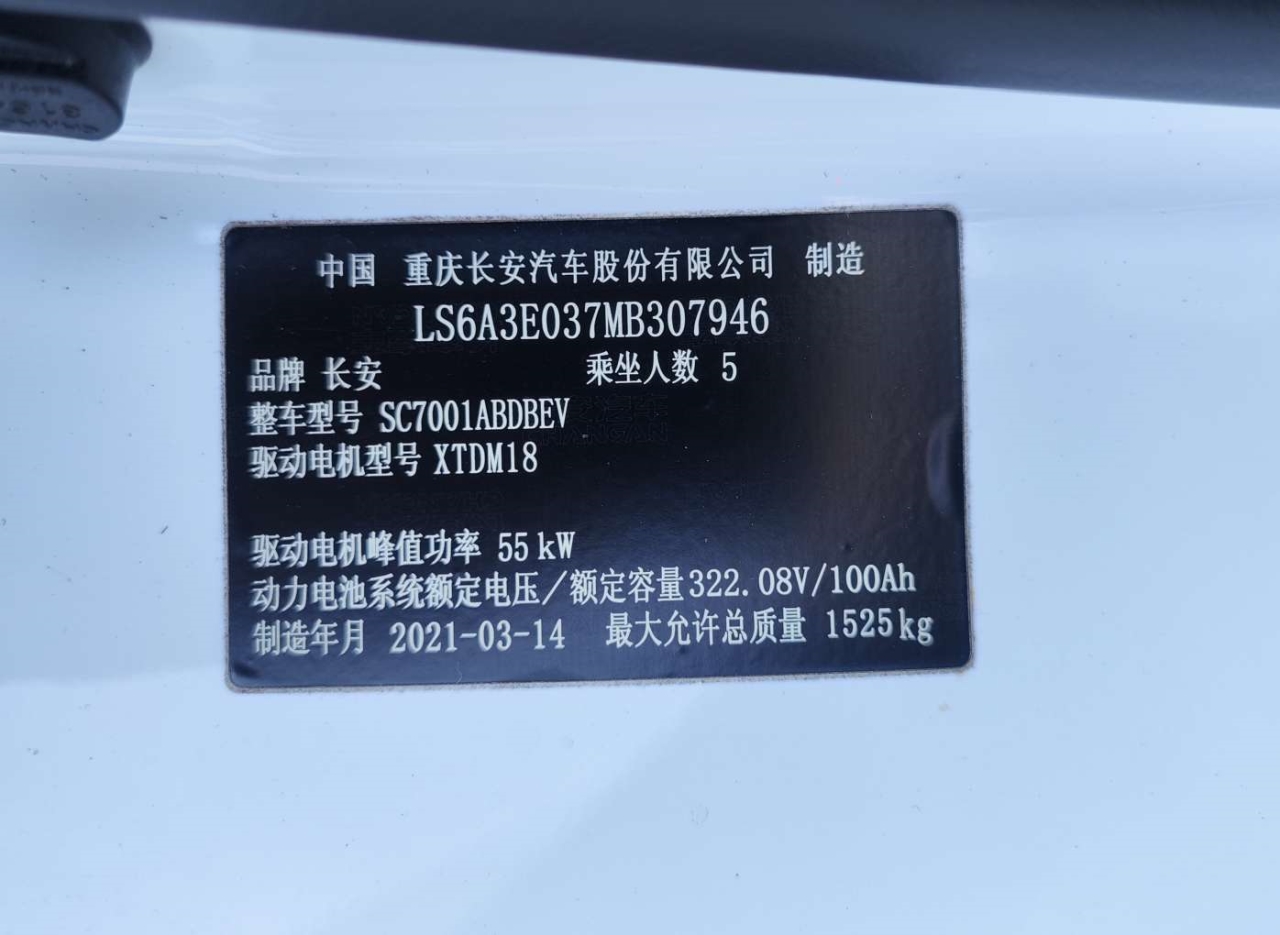 中国 重庆长安汽车股份有限公司 制造
LS6A3E037MB307946
品牌 长安 乘坐人数 5
整车型号 SC7001ABDBEV
驱动电机型号 XTDM18
驱动电机峰值功率 55 kW
动力电池系统额定电压/额定容量322.08V/100Ah
制造年月 2021-03-14 最大允许总质量 1525kg